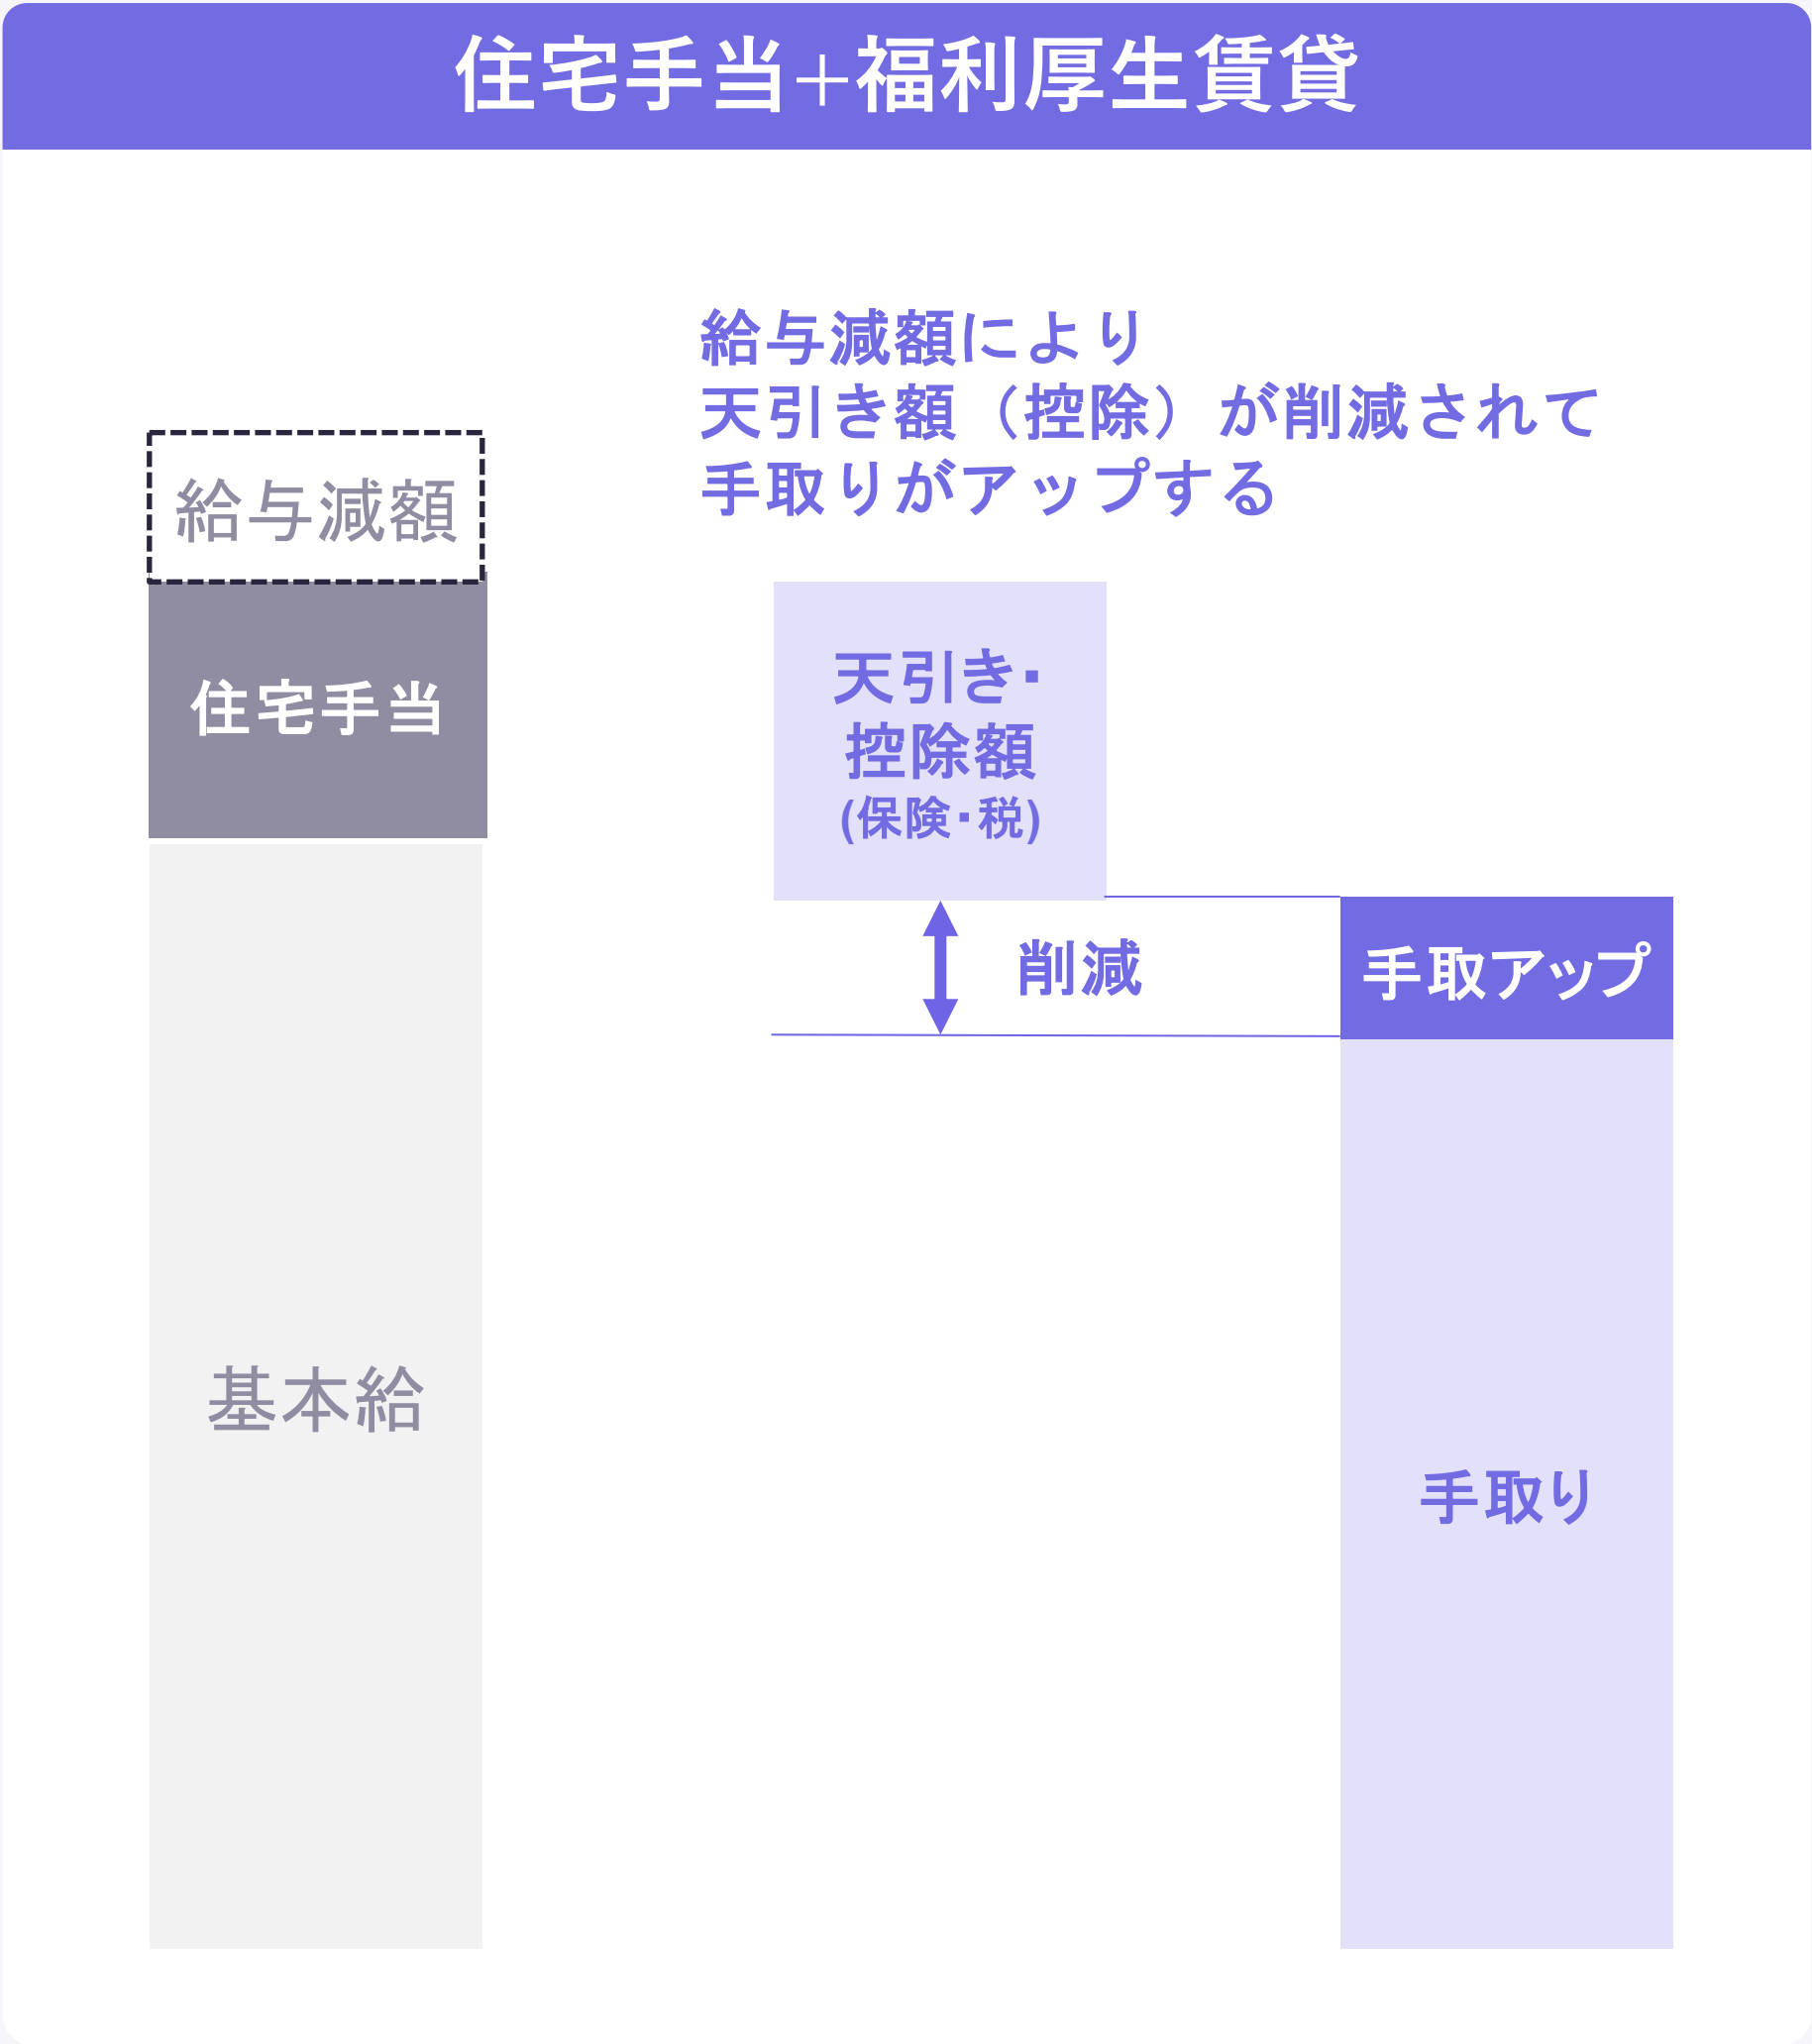 住宅手当+福利厚生賃貸
給与減額により
天引き額（控除）が削減されて
手取りがアップする
給与減額
住宅手当
天引き・
控除額
(保険・税)
削減
手取アップ
基本給
手取り